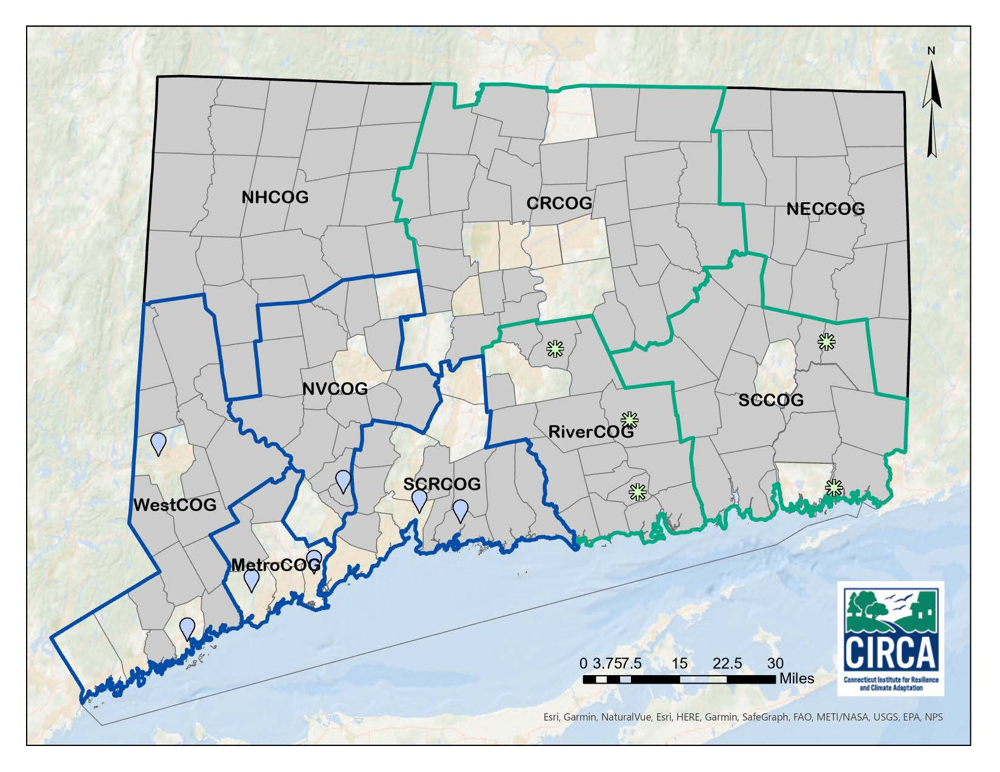 N
NHCOG
CRCOG
NECCOG
NVCOG
SCCOG
RiverCOG
SCRCOG
WestCOG
MetroCOG
CIRCA
Connecticut Institute for Resilience
and Climate Adaptation
0 3.757.5 15 22.5 30
Miles
Esri, Garmin, NaturalVue, Esri, HERE, Garmin, SafeGraph, FAO, METI/NASA, USGS, EPA, NPS